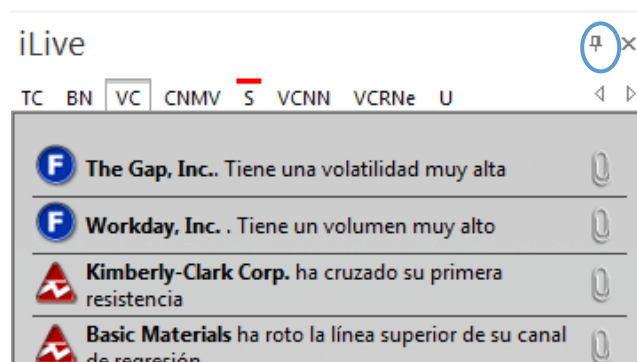 iLive
TC BN VC CNMV S VCNN VCRNe U
F The Gap, Inc.. Tiene una volatilidad muy alta
F Workday, Inc. . Tiene un volumen muy alto
Kimberly-Clark Corp. ha cruzado su primera
resistencia
Basic Materials ha roto la línea superior de su canal
de regresión